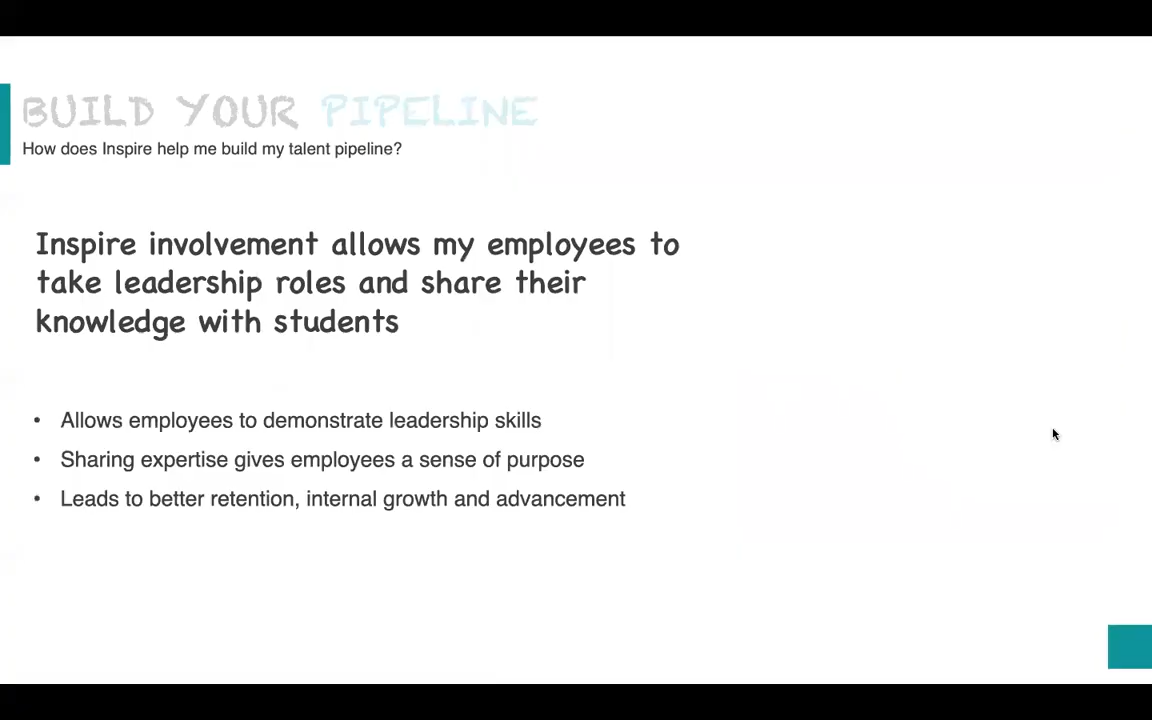 BUILD YOUR PIPELINE
How does Inspire help me build my talent pipeline?
Inspire involvement allows my employees to
take leadership roles and share their
knowledge with students
• Allows employees to demonstrate leadership skills
• Sharing expertise gives employees a sense of purpose
• Leads to better retention, internal growth and advancement